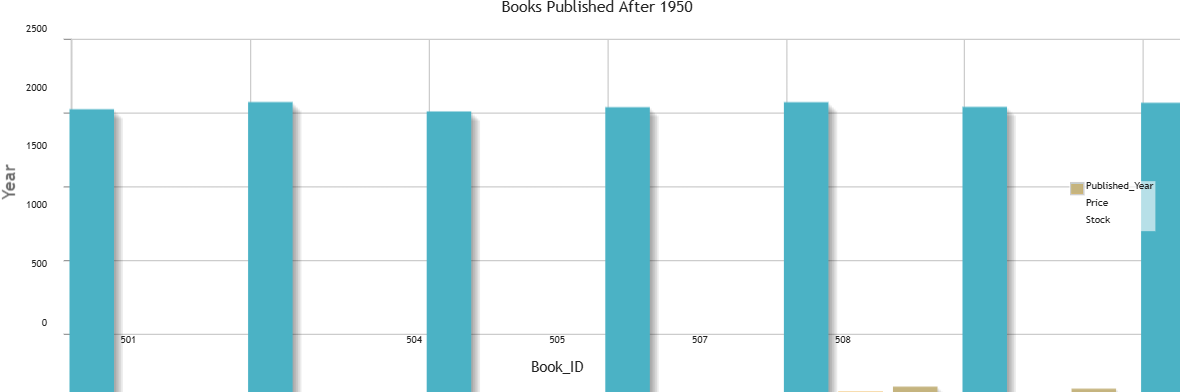 Books Published After 1950
2500
2000
1500
1000
500
0
Year
501 504 505 507 508
Book_ID
Published_Year
Price
Stock